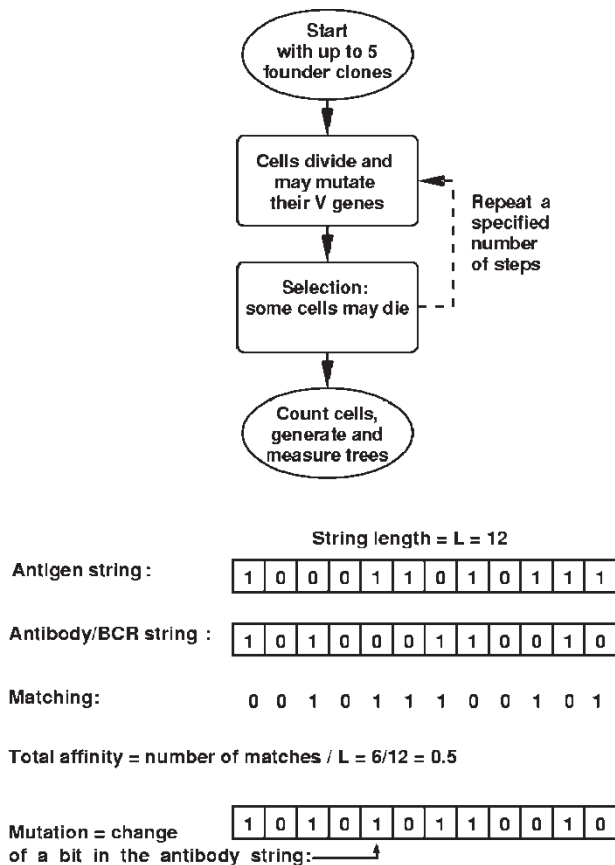 Start
with up to 5
founder clones
Cells divide and
may mutate
their V genes
Repeat a
specified
number
of steps
Selection:
some cells may die
Count cells,
generate and
measure trees
String length = L = 12
Antigen string : 1 0 0 0 1 1 0 1 0 1 1 1
Antibody/BCR string : 1 0 1 0 0 0 1 1 0 0 1 0
Matching: 0 0 1 0 1 1 1 0 0 1 0 1
Total affinity = number of matches / L = 6/12 = 0.5
1 0 1 0 1 0 1 1 0 0 1 0
Mutation = change
of a bit in the antibody string: